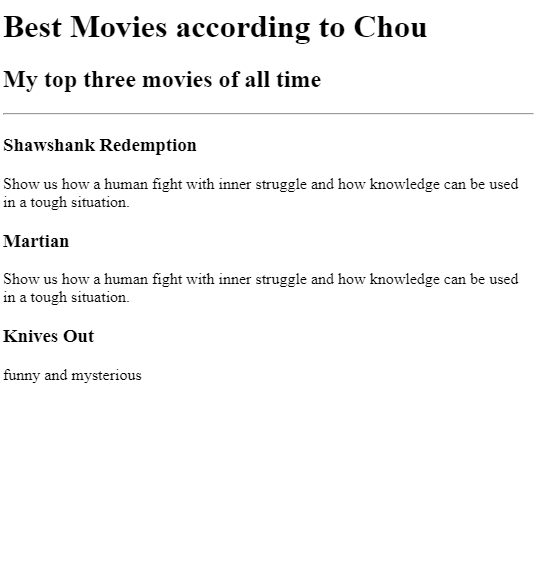 Best Movies according to Chou
My top three movies of all time
Shawshank Redemption
Show us how a human fight with inner struggle and how knowledge can be used
in a tough situation.
Martian
Show us how a human fight with inner struggle and how knowledge can be used
in a tough situation.
Knives Out
funny and mysterious